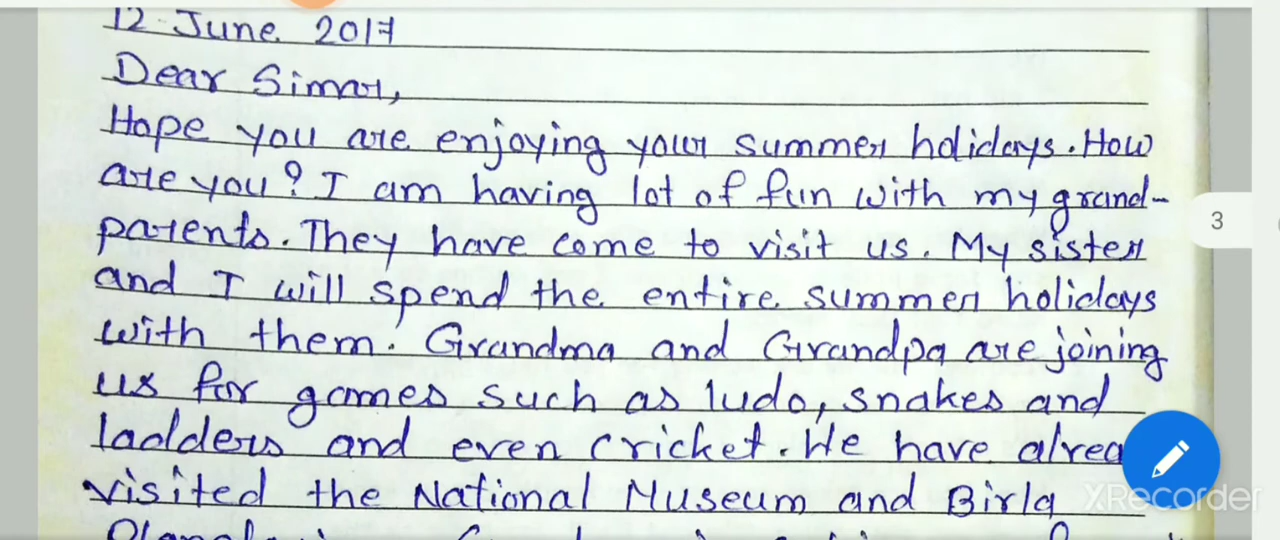 12 June 2017
Dear Simar,
Hope you are enjoying your summer holidays. How
are you? I am having lot of fun with my grand-
parents. They have come to visit us. My sister
and I will spend the entire summer holidays
with them. Grandma and Grandpa are joining
us for games such as ludo, snakes and
ladders and even cricket. We have alrea
visited the National Museum and Birla
3
XRecorder